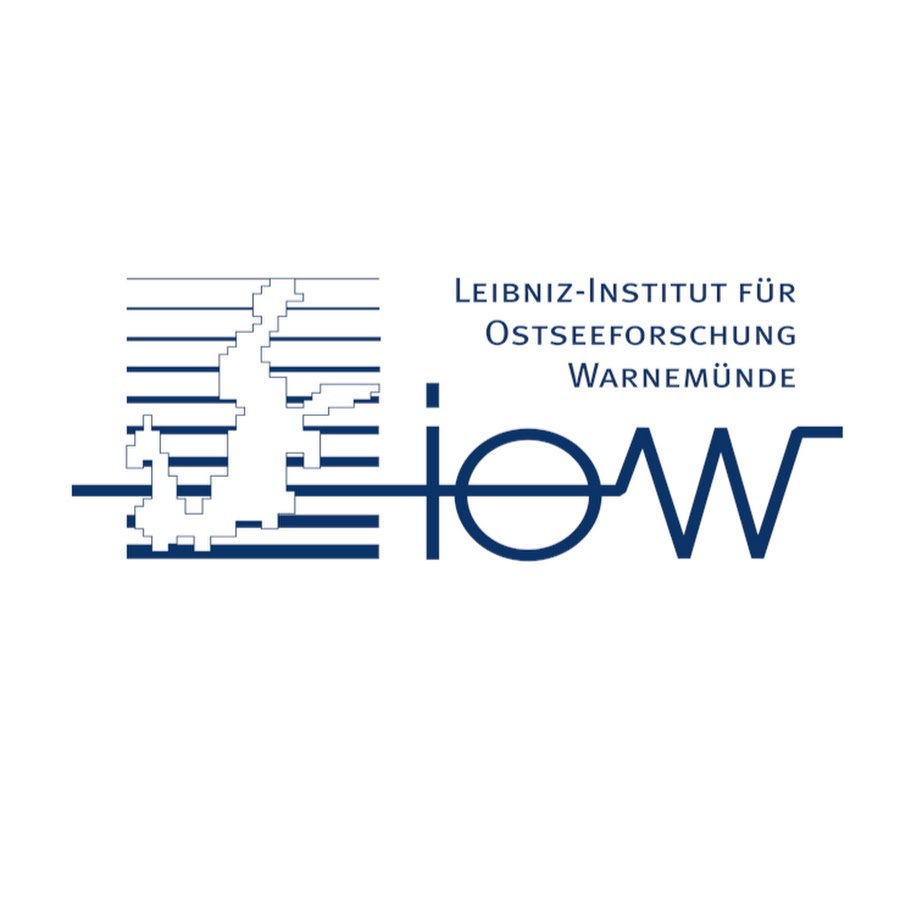 LEIBNIZ-INSTITUT FÜR
OSTSEEFORSCHUNG
WARNEMÜNDE
iow